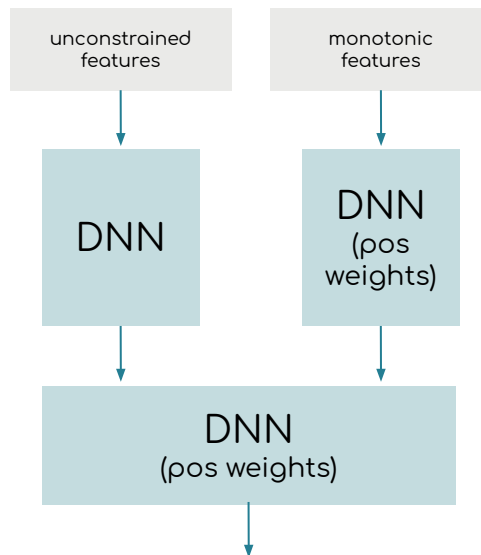 unconstrained
features
monotonic
features
DNN
DNN
(pos
weights)
DNN
(pos weights)